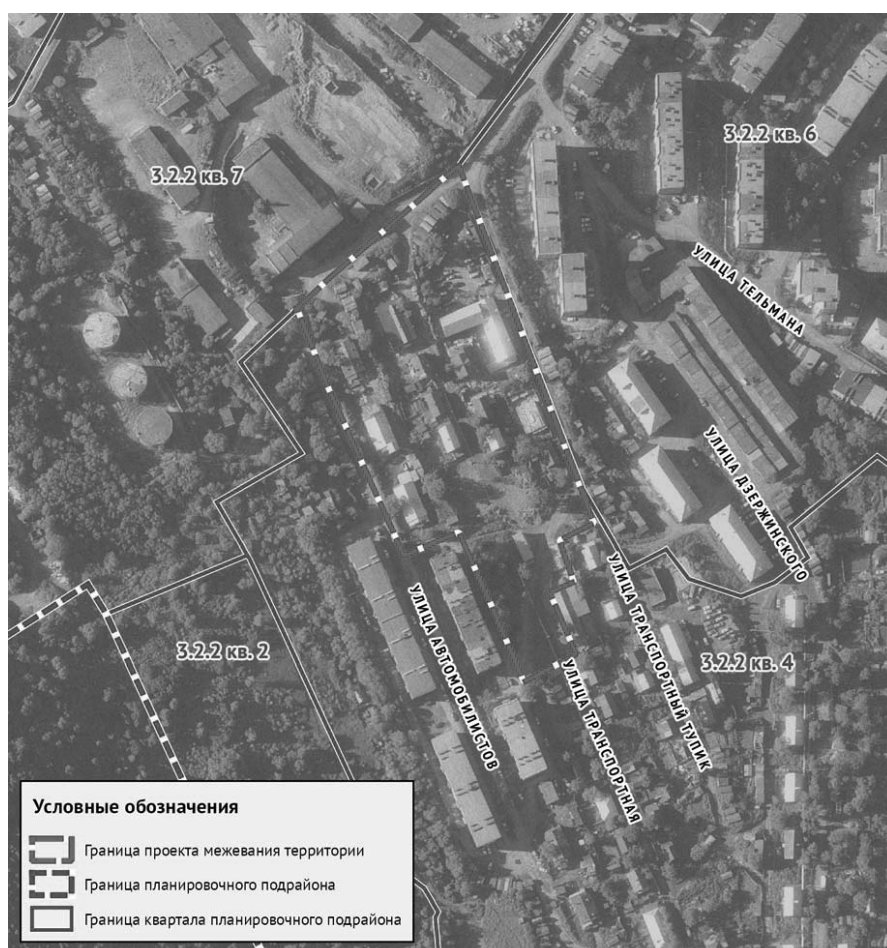 3.2.2 кв. 6
3.2.2 кв. 7
УЛИЦА ТЕЛЬМАНА
УЛИЦА ДЗЕРЖИНСКОГО
УЛИЦА АВТОМОБИЛИСТОВ
УЛИЦА ТРАНСПОРТНЫЙ ТУПИК
УЛИЦА ТРАНСПОРТНАЯ
3.2.2 кв. 2
3.2.2 кв. 4
Условные обозначения
Граница проекта межевания территории
Граница планировочного подрайона
Граница квартала планировочного подрайона